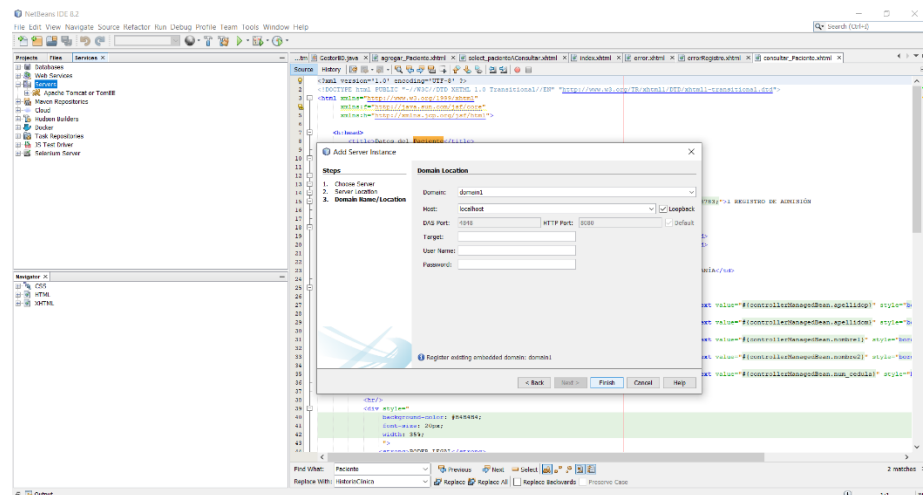 NetBeans IDE 8.2
File Edit View Navigate Source Refactor Run Debug Profile Team Tools Window Help
Search (Ctrl+I)
Projects Files Services
Databases
Web Services
Servers
Apache Tomcat or TomEE
Maven Repositories
Cloud
Hudson Builders
Docker
Task Repositories
JS Test Driver
Selenium Server
Navigator
CSS
HTML
XHTML
GestorBD.java agregar_Paciente.xhtml select_pacienteAConsultar.xhtml index.xhtml error.xhtml errorRegistro.xhtml consultar_Paciente.xhtml
Source History
<?xml version='1.0' encoding='UTF-8' ?>
<!DOCTYPE html PUBLIC "-//W3C//DTD XHTML 1.0 Transitional//EN" "http://www.w3.org/TR/xhtml1/DTD/xhtml1-transitional.dtd">
<html xmlns="http://www.w3.org/1999/xhtml"
xmlns:f="http://java.sun.com/jsf/core"
xmlns:h="http://xmlns.jcp.org/jsf/html">
<h:head>
<title>Datos del Paciente</title>
Add Server Instance
Steps
1. Choose Server
2. Server Location
3. Domain Name/Location
Domain Location
Domain: domain1
Host: localhost Loopback
DAS Port: 4848 HTTP Port: 8080 Default
Target:
User Name:
Password:
Register existing embedded domain: domain1
< Back Next > Finish Cancel Help
1 REGISTRO DE ADMISIÓN
value="#{controllerManagedBean.apellidop}"
value="#{controllerManagedBean.apellidom}"
value="#{controllerManagedBean.nombre1}"
value="#{controllerManagedBean.nombre2}"
value="#{controllerManagedBean.num_cedula}"
<hr/>
<div style="
background-color: #848484;
font-size: 20px;
width: 95%;
">
Find What: Paciente Previous Next Select 2 matches
Replace With: HistoriaClinica Replace Replace All Replace Backwards Preserve Case
Output